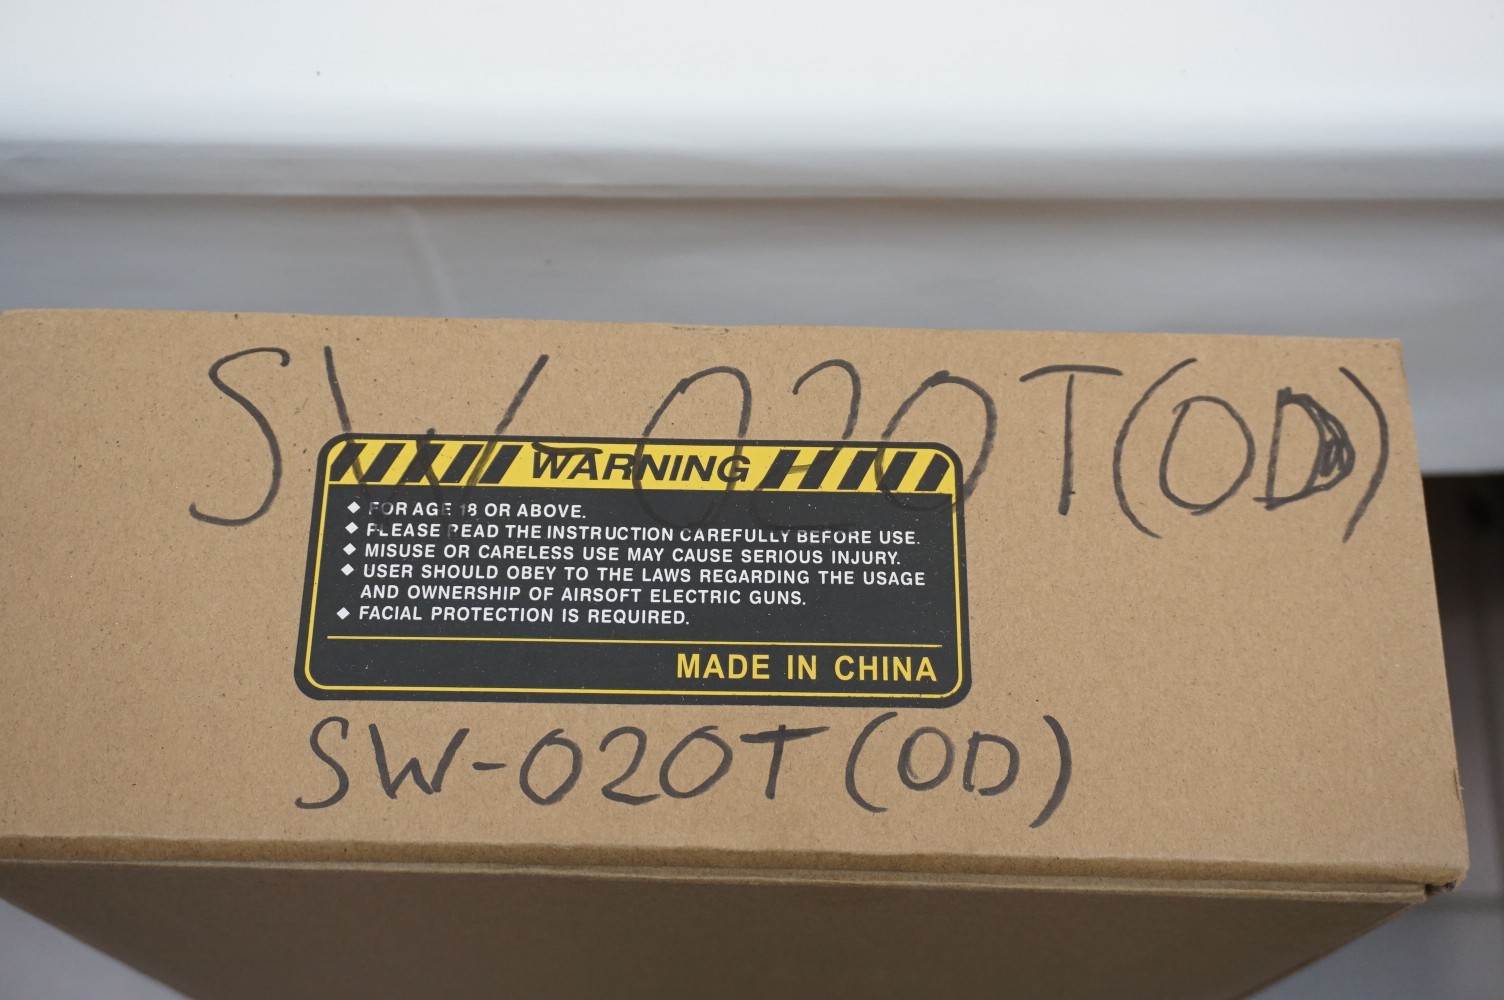 SW-020T(OD)
WARNING
◆ FOR AGE 18 OR ABOVE.
◆ PLEASE READ THE INSTRUCTION CAREFULLY BEFORE USE.
◆ MISUSE OR CARELESS USE MAY CAUSE SERIOUS INJURY.
◆ USER SHOULD OBEY TO THE LAWS REGARDING THE USAGE
AND OWNERSHIP OF AIRSOFT ELECTRIC GUNS.
◆ FACIAL PROTECTION IS REQUIRED.
MADE IN CHINA
SW-020T(OD)